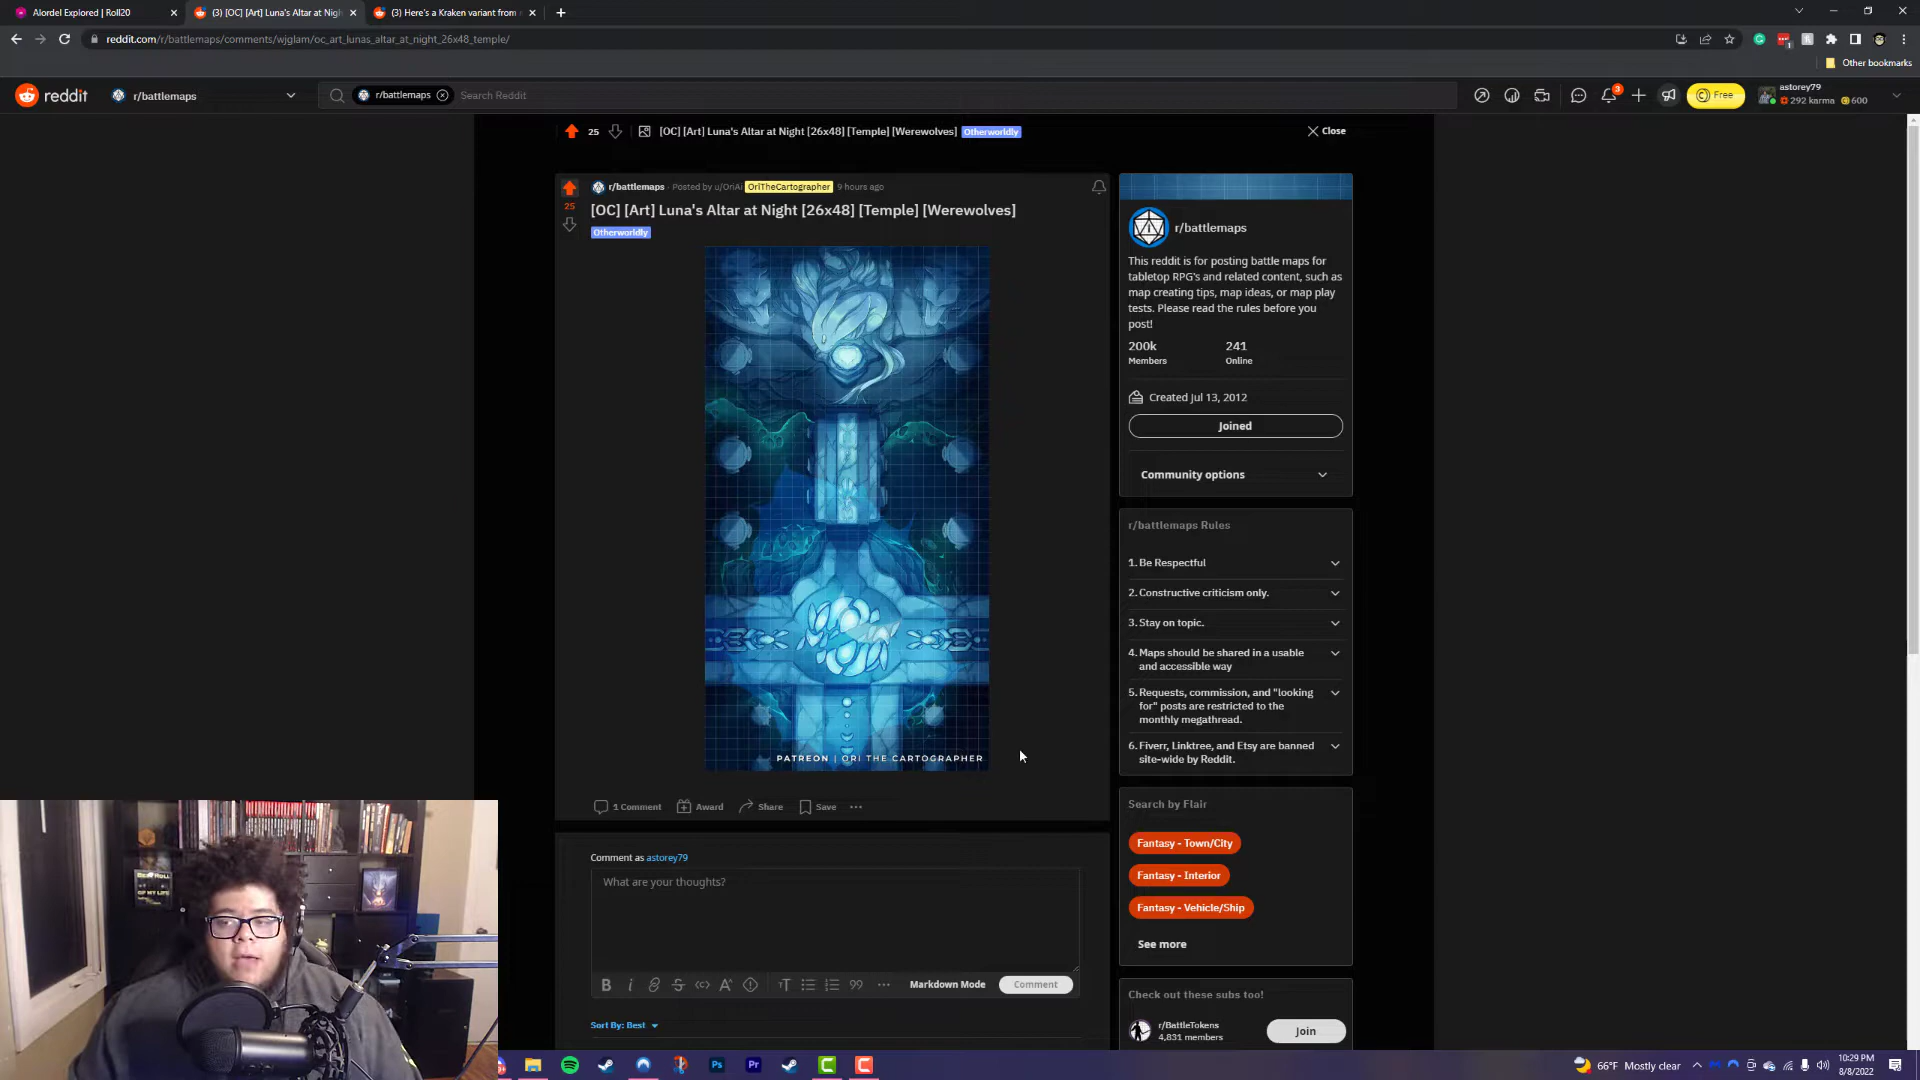 Alordel Explored | Roll20
(3) [OC] [Art] Luna's Altar at Nigh
(3) Here's a Kraken variant from
reddit.com/r/battlemaps/comments/wjglam/oc_art_lunas_altar_at_night_26x48_temple/
Other bookmarks
reddit
r/battlemaps
r/battlemaps
Search Reddit
3
Free
astorey79
292 karma
600
25
[OC] [Art] Luna's Altar at Night [26x48] [Temple] [Werewolves]
Otherworldly
Close
r/battlemaps · Posted by u/OriAi OriTheCartographer 9 hours ago
25
[OC] [Art] Luna's Altar at Night [26x48] [Temple] [Werewolves]
Otherworldly
PATREON | ORI THE CARTOGRAPHER
1 Comment
Award
Share
Save
Comment as astorey79
What are your thoughts?
Markdown Mode
Comment
Sort By: Best
r/battlemaps
This reddit is for posting battle maps for
tabletop RPG's and related content, such as
map creating tips, map ideas, or map play
tests. Please read the rules before you
post!
200k
Members
241
Online
Created Jul 13, 2012
Joined
Community options
r/battlemaps Rules
1. Be Respectful
2. Constructive criticism only.
3. Stay on topic.
4. Maps should be shared in a usable
and accessible way
5. Requests, commission, and "looking
for" posts are restricted to the
monthly megathread.
6. Fiverr, Linktree, and Etsy are banned
site-wide by Reddit.
Search by Flair
Fantasy - Town/City
Fantasy - Interior
Fantasy - Vehicle/Ship
See more
Check out these subs too!
r/BattleTokens
4,831 members
Join
OF MY LIFE
Ps
Pr
66°F Mostly clear
10:29 PM
8/8/2022